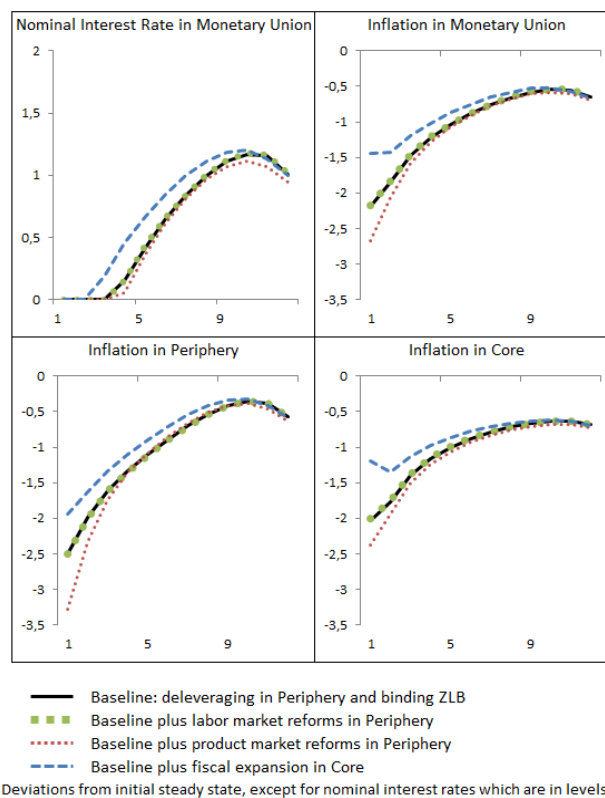 Nominal Interest Rate in Monetary Union
2
1,5
1
0,5
0
1 5 9
Inflation in Monetary Union
0
-0,5
-1
-1,5
-2
-2,5
-3
-3,5
1 5 9
Inflation in Periphery
0
-0,5
-1
-1,5
-2
-2,5
-3
-3,5
1 5 9
Inflation in Core
0
-0,5
-1
-1,5
-2
-2,5
-3
-3,5
1 5 9
Baseline: deleveraging in Periphery and binding ZLB
Baseline plus labor market reforms in Periphery
Baseline plus product market reforms in Periphery
Baseline plus fiscal expansion in Core
Deviations from initial steady state, except for nominal interest rates which are in levels